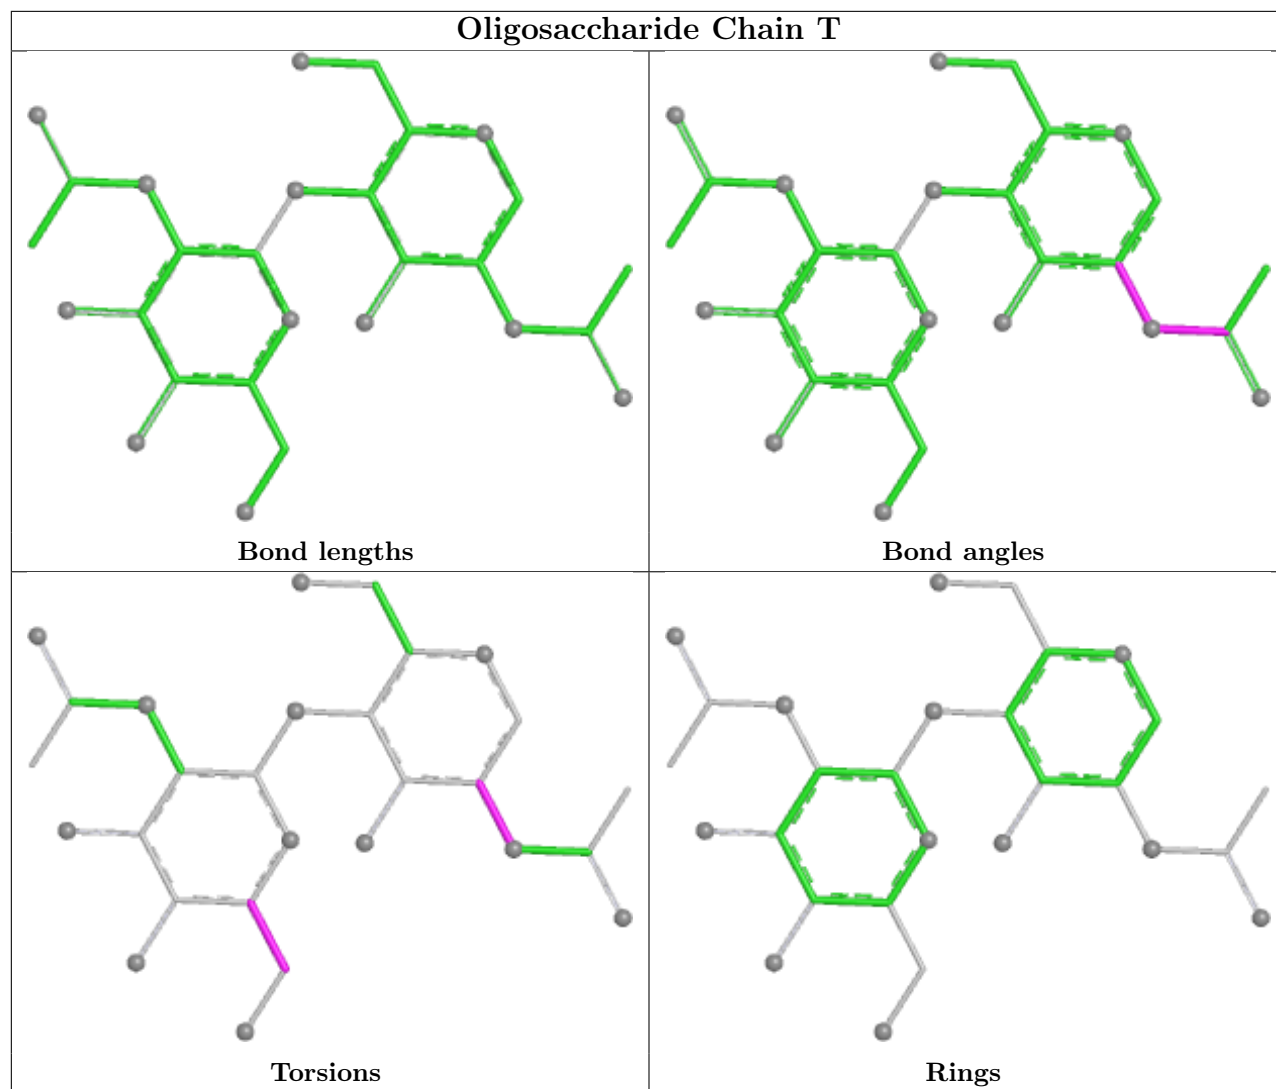 Oligosaccharide Chain T
Bond lengths
Bond angles
Torsions
Rings